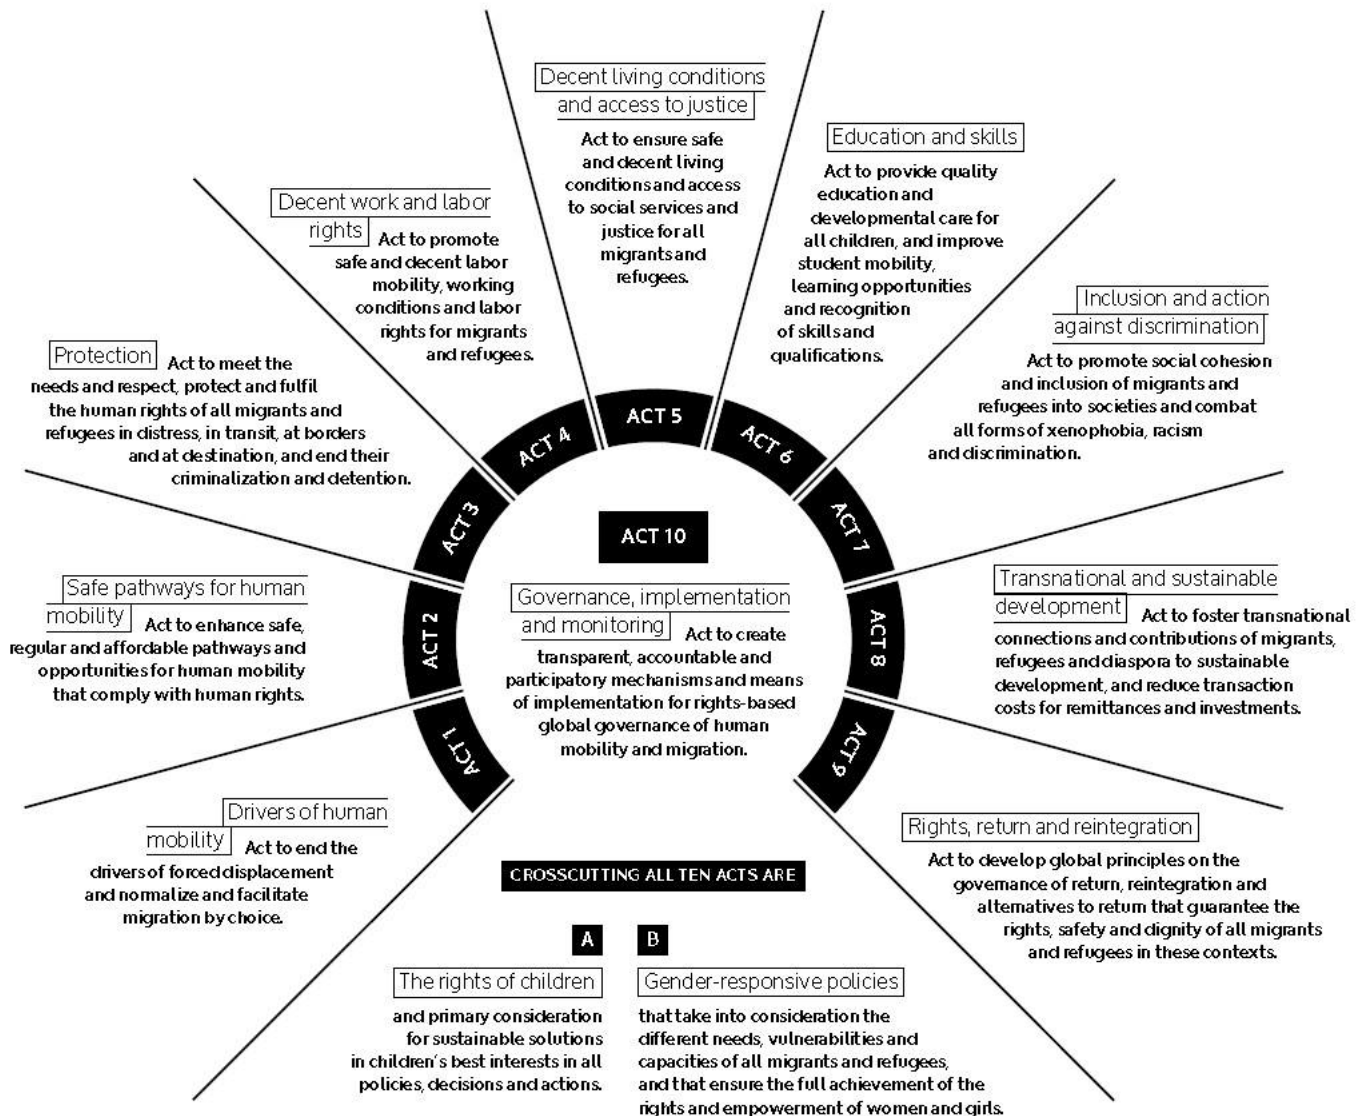 ACT 1
Drivers of human
mobility Act to end the
drivers of forced displacement
and normalize and facilitate
migration by choice.
ACT 2
Safe pathways for human
mobility Act to enhance safe,
regular and affordable pathways and
opportunities for human mobility
that comply with human rights.
ACT 3
Protection Act to meet the
needs and respect, protect and fulfil
the human rights of all migrants and
refugees in distress, in transit, at borders
and at destination, and end their
criminalization and detention.
ACT 4
Decent work and labor
rights Act to promote
safe and decent labor
mobility, working
conditions and labor
rights for migrants
and refugees.
ACT 5
Decent living conditions
and access to justice
Act to ensure safe
and decent living
conditions and access
to social services and
justice for all
migrants and
refugees.
ACT 6
Education and skills
Act to provide quality
education and
developmental care for
all children, and improve
student mobility,
learning opportunities
and recognition
of skills and
qualifications.
ACT 7
Inclusion and action
against discrimination
Act to promote social cohesion
and inclusion of migrants and
refugees into societies and combat
all forms of xenophobia, racism
and discrimination.
ACT 8
Transnational and sustainable
development Act to foster transnational
connections and contributions of migrants,
refugees and diaspora to sustainable
development, and reduce transaction
costs for remittances and investments.
ACT 9
Rights, return and reintegration
Act to develop global principles on the
governance of return, reintegration and
alternatives to return that guarantee the
rights, safety and dignity of all migrants
and refugees in these contexts.
ACT 10
Governance, implementation
and monitoring Act to create
transparent, accountable and
participatory mechanisms and means
of implementation for rights-based
global governance of human
mobility and migration.
CROSSCUTTING ALL TEN ACTS ARE
A
The rights of children
and primary consideration
for sustainable solutions
in children's best interests in all
policies, decisions and actions.
B
Gender-responsive policies
that take into consideration the
different needs, vulnerabilities and
capacities of all migrants and refugees,
and that ensure the full achievement of the
rights and empowerment of women and girls.